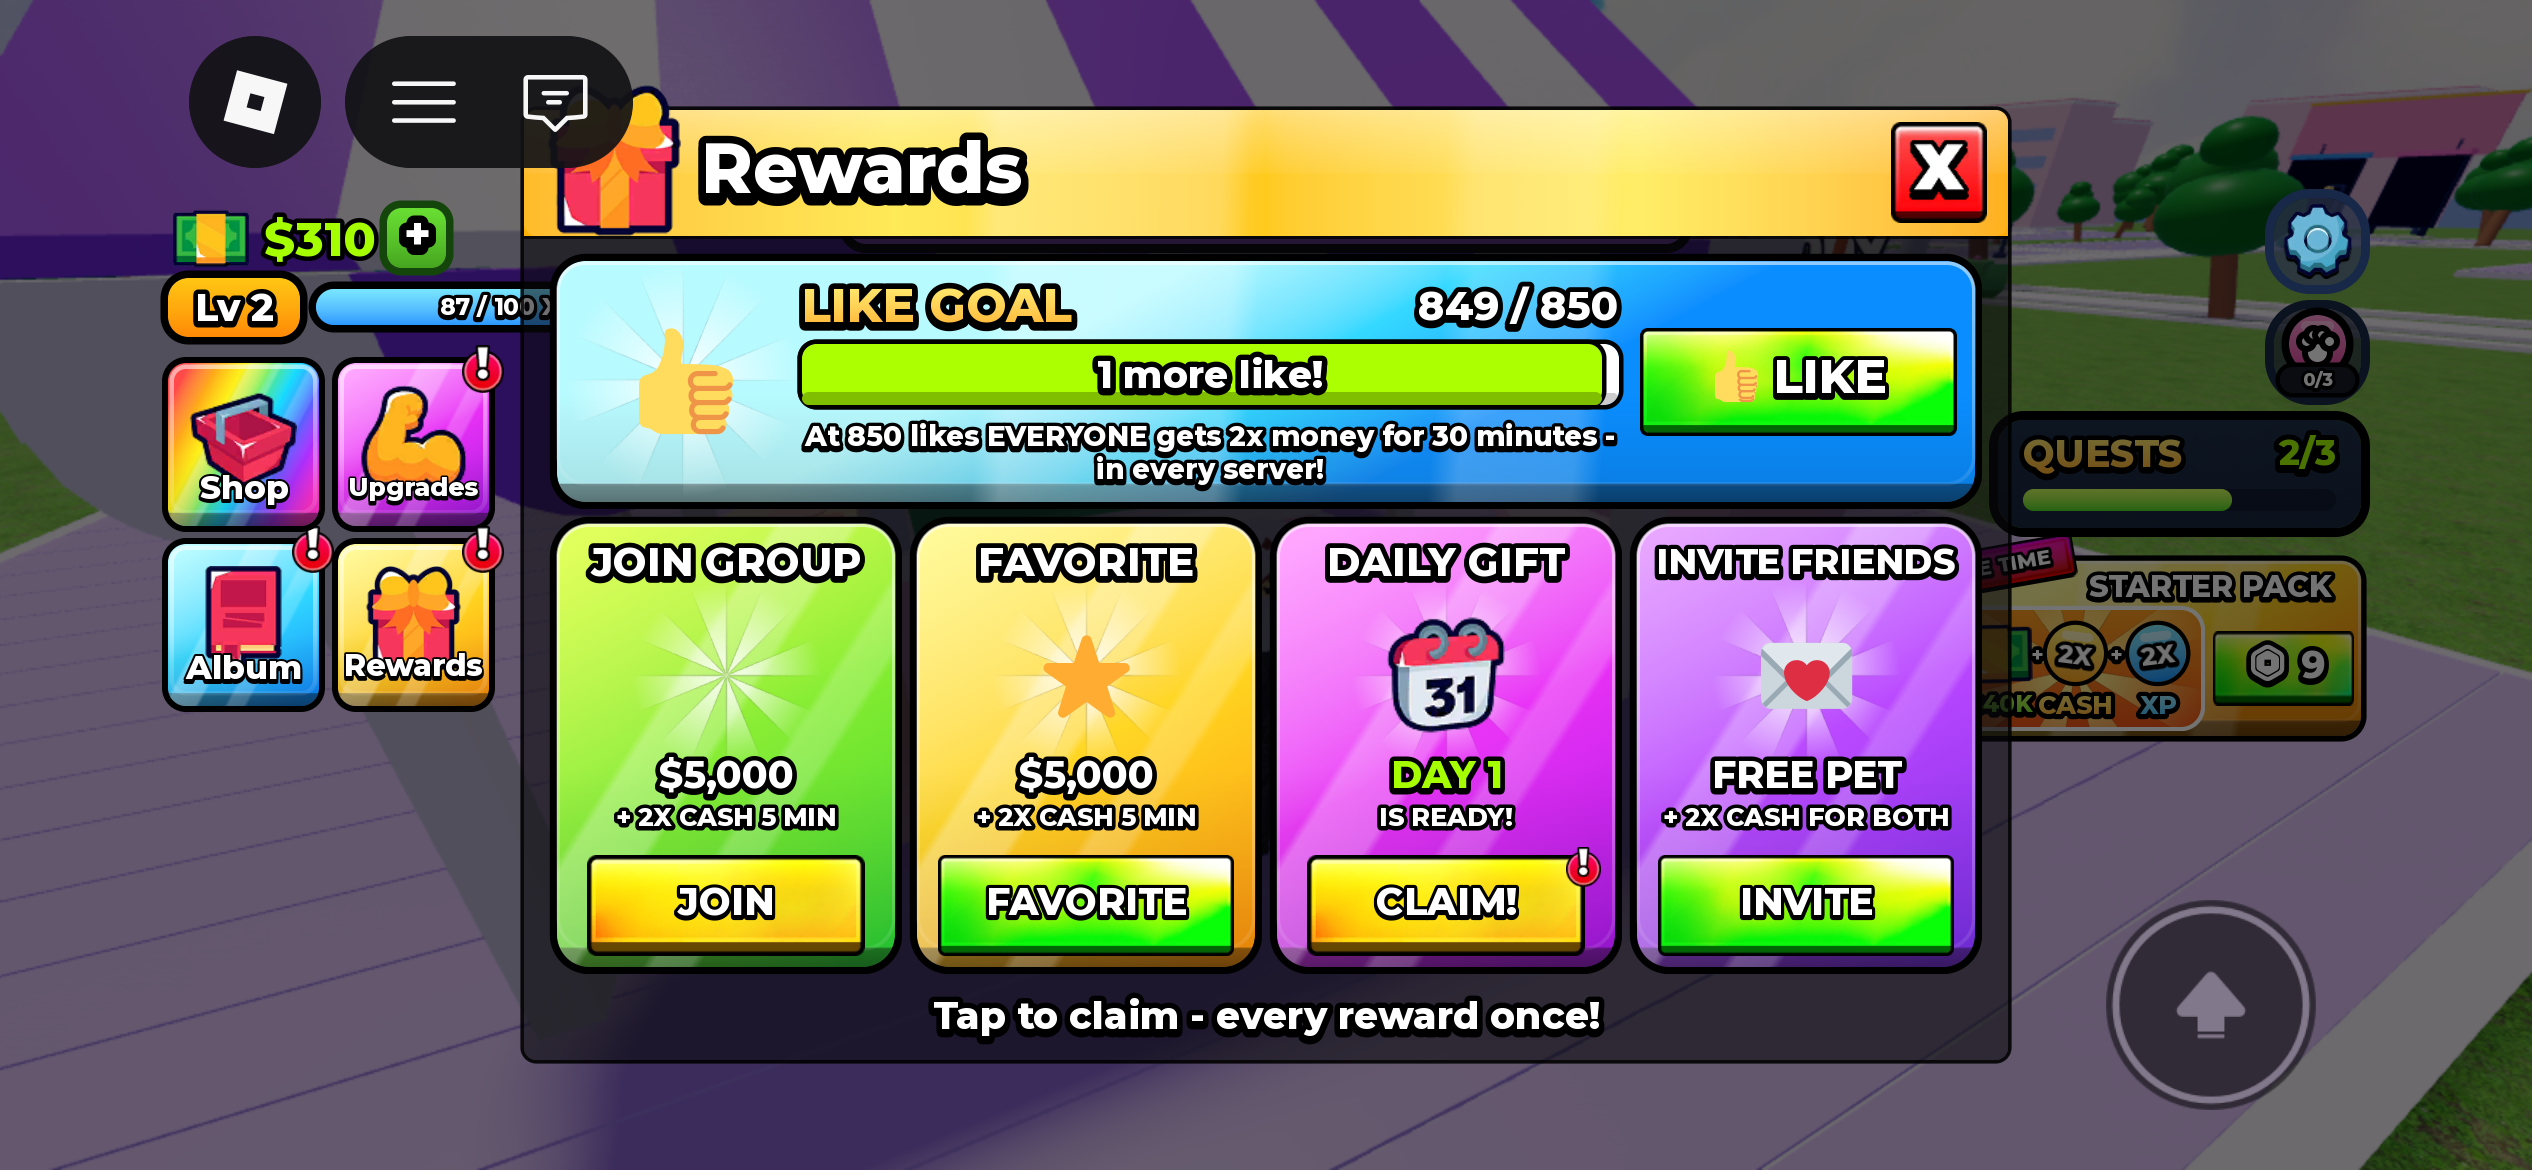 Rewards
X
$310
+
Lv 2
87 / 100
!
Shop
Upgrades
!
!
Album
Rewards
LIKE GOAL
849 / 850
1 more like!
LIKE
At 850 likes EVERYONE gets 2x money for 30 minutes -
in every server!
JOIN GROUP
$5,000
+ 2X CASH 5 MIN
JOIN
FAVORITE
$5,000
+ 2X CASH 5 MIN
FAVORITE
DAILY GIFT
31
DAY 1
IS READY!
!
CLAIM!
INVITE FRIENDS
FREE PET
+ 2X CASH FOR BOTH
INVITE
Tap to claim - every reward once!
0/3
QUESTS
2/3
TIME
STARTER PACK
+ 2X + 2X
9
40K CASH XP